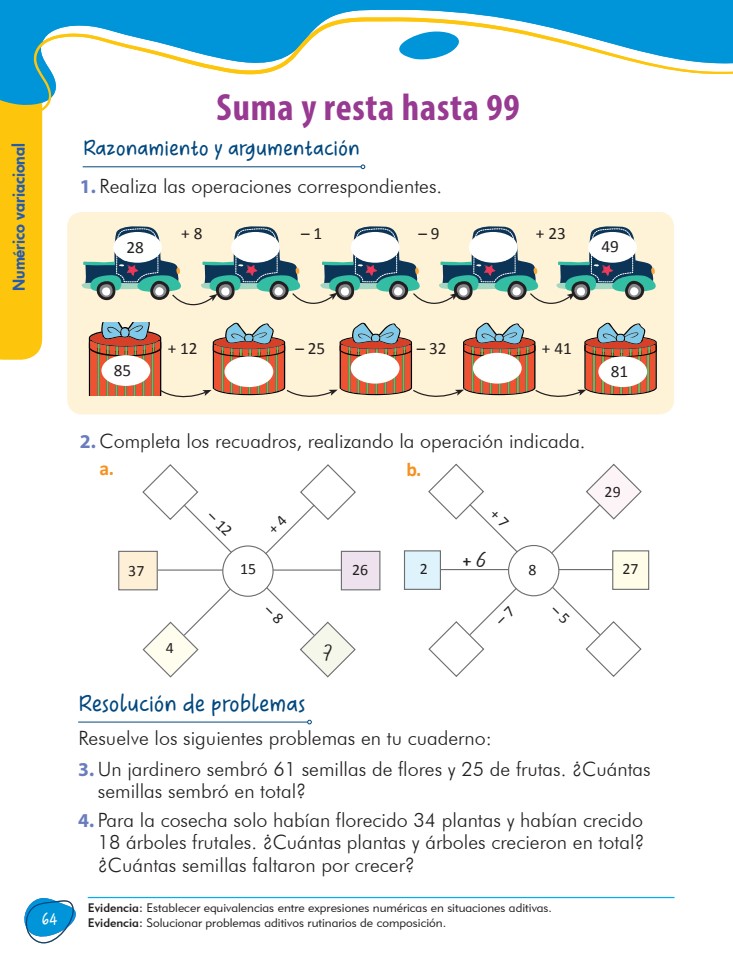 Suma y resta hasta 99
Numérico variacional
Razonamiento y argumentación
1. Realiza las operaciones correspondientes.
28 + 8 – 1 – 9 + 23 49
85 + 12 – 25 – 32 + 41 81
2. Completa los recuadros, realizando la operación indicada.
a.
– 12 + 4
37 15 26
4 – 8 7
b.
+ 7 29
2 + 6 8 27
– 7 – 5
Resolución de problemas
Resuelve los siguientes problemas en tu cuaderno:
3. Un jardinero sembró 61 semillas de flores y 25 de frutas. ¿Cuántas
semillas sembró en total?
4. Para la cosecha solo habían florecido 34 plantas y habían crecido
18 árboles frutales. ¿Cuántas plantas y árboles crecieron en total?
¿Cuántas semillas faltaron por crecer?
64
Evidencia: Establecer equivalencias entre expresiones numéricas en situaciones aditivas.
Evidencia: Solucionar problemas aditivos rutinarios de composición.